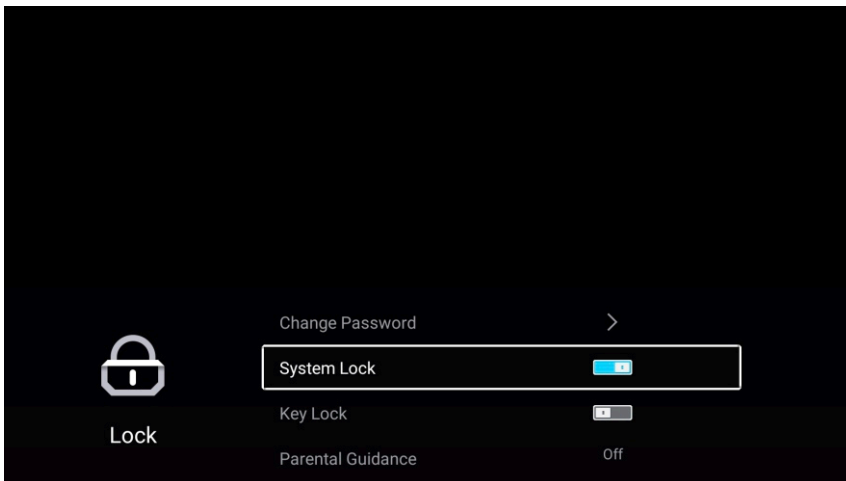 Change Password
System Lock
Key Lock
Lock
Parental Guidance Off